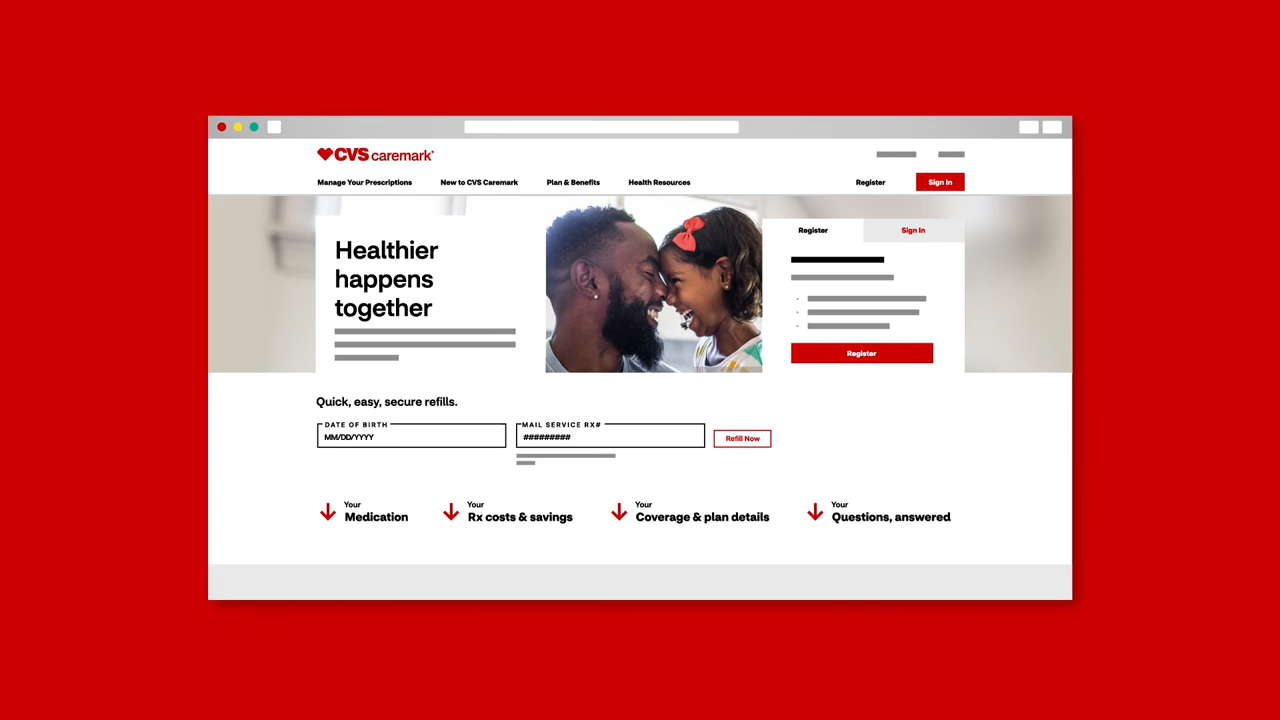 CVS caremark
Manage Your Prescriptions New to CVS Caremark Plan & Benefits Health Resources Register Sign In
Healthier
happens
together
Register Sign In
Register
Quick, easy, secure refills.
DATE OF BIRTH
MM/DD/YYYY
MAIL SERVICE RX#
#########
Refill Now
Your
Medication
Your
Rx costs & savings
Your
Coverage & plan details
Your
Questions, answered